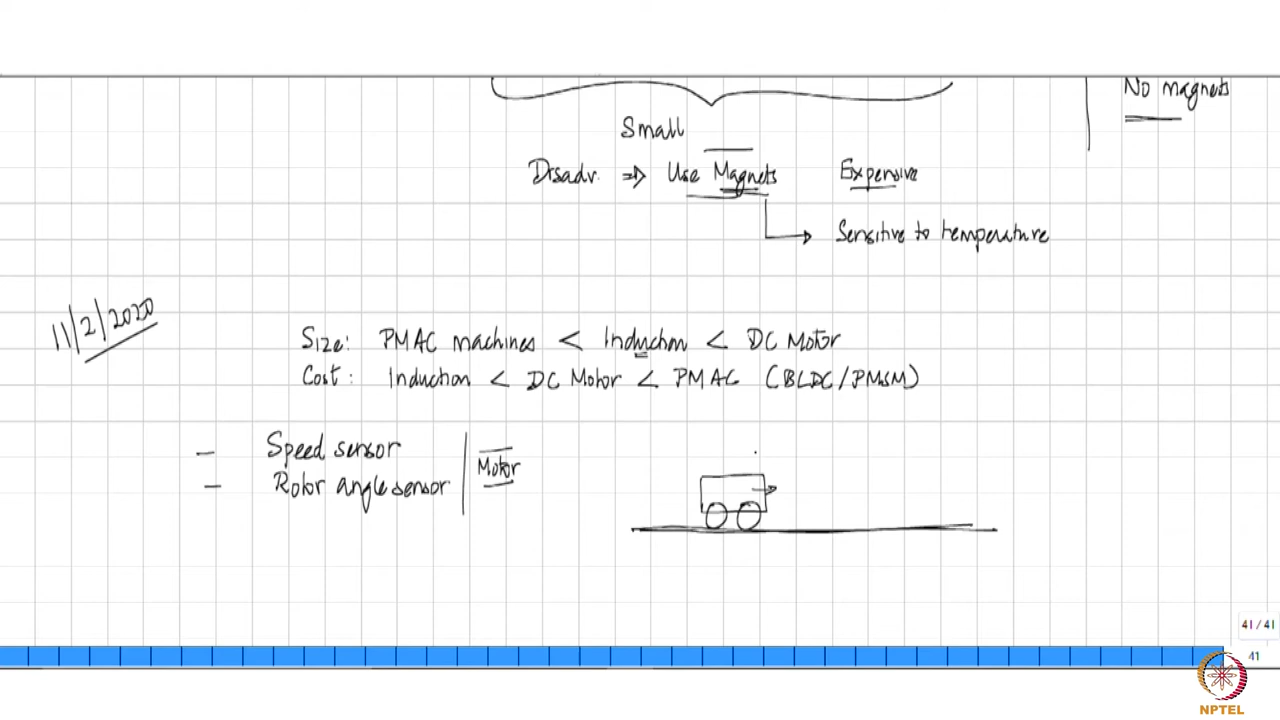 No magnets
Small
Disadr. ⇒ Use Magnets Expensive
Sensitive to temperature
11/2/2020
Size: PMAC machines < Induction < DC Motor
Cost: Induction < DC Motor < PMAC (BLDC/PMSM)
- Speed sensor
Motor
- Rotor angle sensor
41/41
41
NPTEL